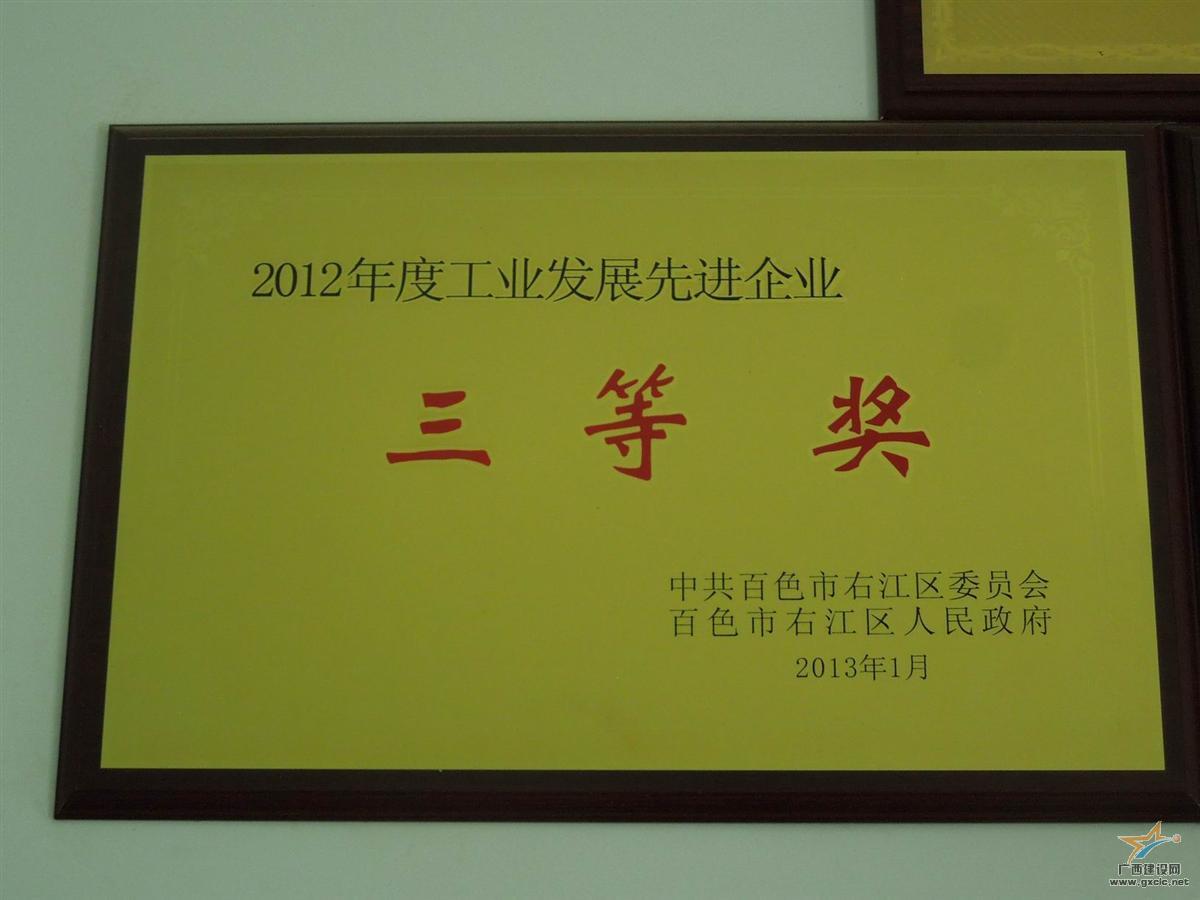 2012年度工业发展先进企业
三等奖
中共百色市右江区委员会
百色市右江区人民政府
2013年1月
广西建设网
www.gxcic.net